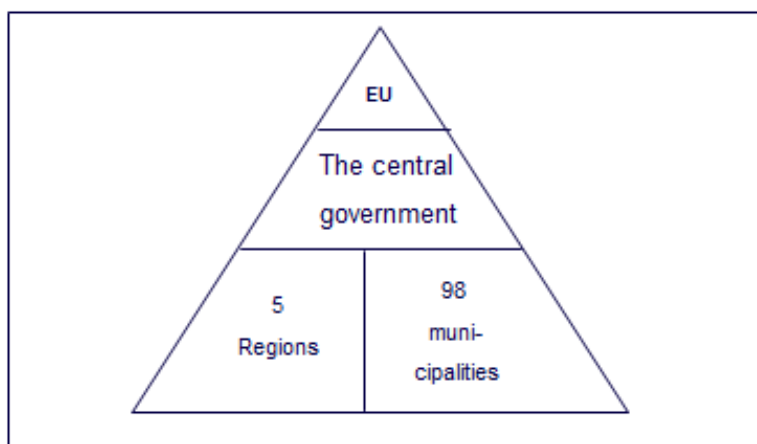 EU
The central
government
5
Regions
98
muni-
cipalities